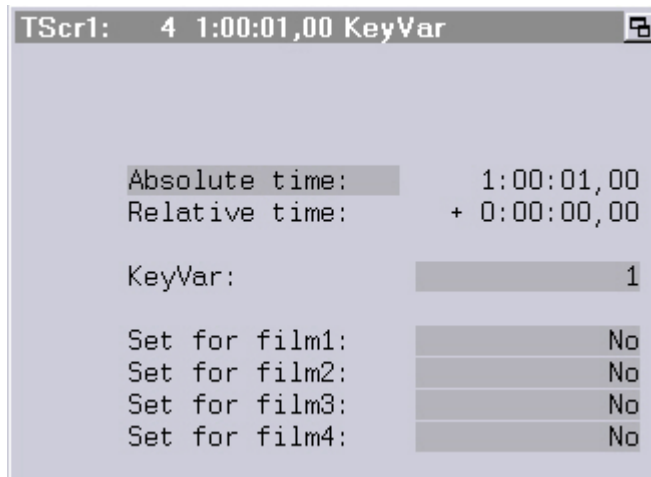 TScr1: 4 1:00:01,00 KeyVar
Absolute time: 1:00:01,00
Relative time: + 0:00:00,00
KeyVar: 1
Set for film1: No
Set for film2: No
Set for film3: No
Set for film4: No